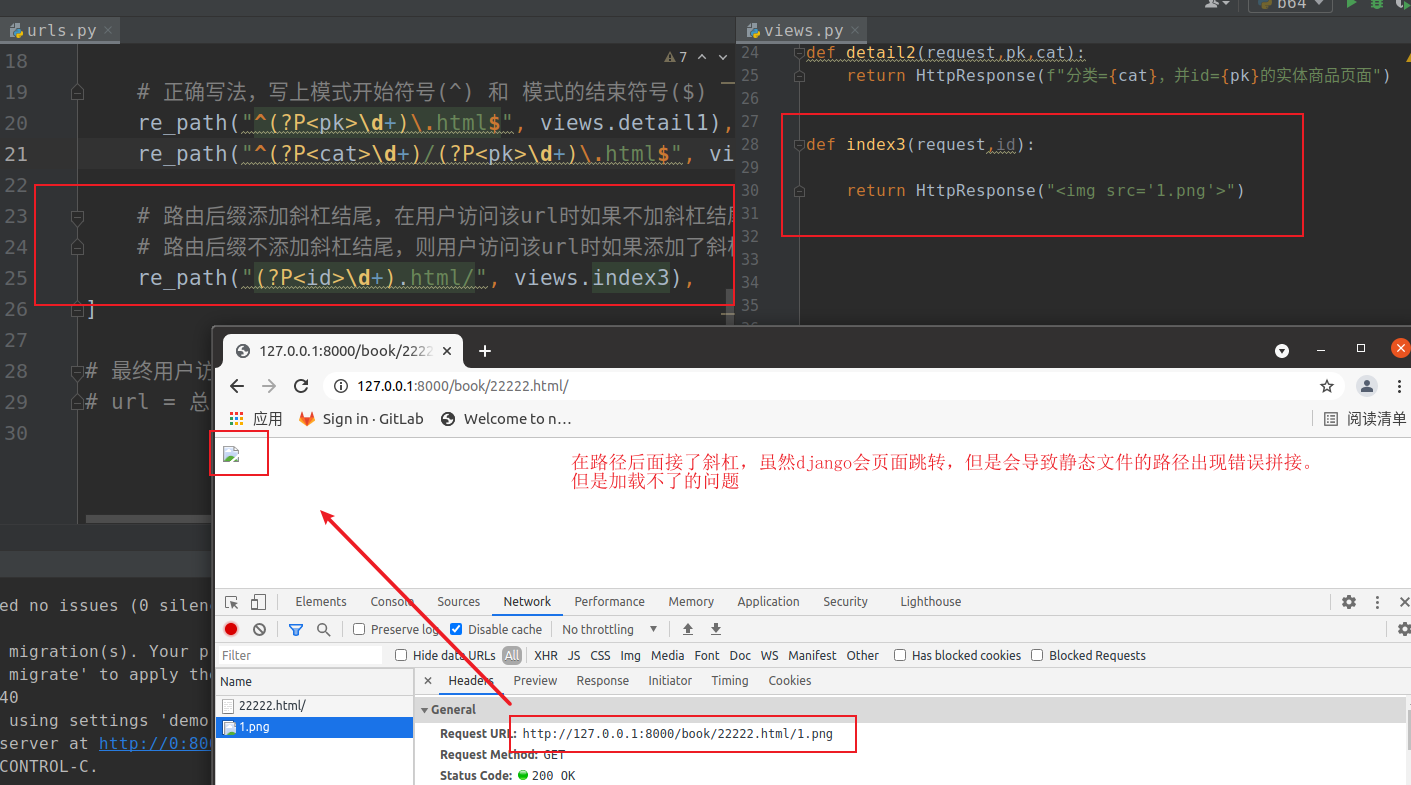 b64
urls.py
views.py
7
18
19 # 正确写法，写上模式开始符号(^) 和 模式的结束符号($)
20 re_path("^(?P<pk>\d+)\.html$", views.detail1),
21 re_path("^(?P<cat>\d+)/(?P<pk>\d+)\.html$", vi
22
23 # 路由后缀添加斜杠结尾，在用户访问该url时如果不加斜杠结尾
24 # 路由后缀不添加斜杠结尾，则用户访问该url时如果添加了斜杠
25 re_path("(?P<id>\d+).html/", views.index3),
26 ]
27
28 # 最终用户访
29 # url = 总
30
24 def detail2(request,pk,cat):
25 return HttpResponse(f"分类={cat}，并id={pk}的实体商品页面")
26
27
28 def index3(request,id):
29
30 return HttpResponse("<img src='1.png'>")
31
32
33
34
35
127.0.0.1:8000/book/2222
127.0.0.1:8000/book/22222.html/
应用 Sign in · GitLab Welcome to n… 阅读清单
在路径后面接了斜杠，虽然django会页面跳转，但是会导致静态文件的路径出现错误拼接。
但是加载不了的问题
Elements Console Sources Network Performance Memory Application Security Lighthouse
Preserve log Disable cache No throttling
Filter Hide data URLs All XHR JS CSS Img Media Font Doc WS Manifest Other Has blocked cookies Blocked Requests
Name Headers Preview Response Initiator Timing Cookies
22222.html/
1.png
General
Request URL: http://127.0.0.1:8000/book/22222.html/1.png
Request Method: GET
Status Code: 200 OK
ed no issues (0 silen
migration(s). Your p
migrate' to apply the
40
using settings 'demo
server at http://0:80
CONTROL-C.